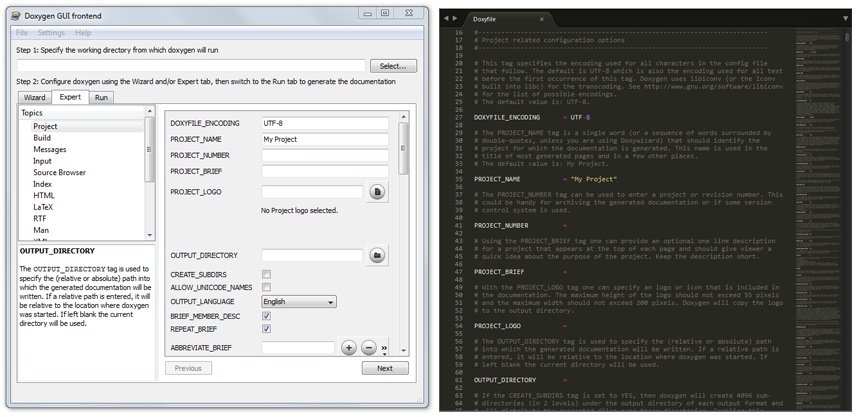 Doxygen GUI frontend
File Settings Help
Step 1: Specify the working directory from which doxygen will run
Select...
Step 2: Configure doxygen using the Wizard and/or Expert tab, then switch to the Run tab to generate the documentation
Wizard Expert Run
Topics
Project
Build
Messages
Input
Source Browser
Index
HTML
LaTeX
RTF
Man
OUTPUT_DIRECTORY
The OUTPUT_DIRECTORY tag is used to
specify the (relative or absolute) path into
which the generated documentation will be
written. If a relative path is entered, it will
be relative to the location where doxygen
was started. If left blank the current
directory will be used.
DOXYFILE_ENCODING UTF-8
PROJECT_NAME My Project
PROJECT_NUMBER
PROJECT_BRIEF
PROJECT_LOGO
No Project logo selected.
OUTPUT_DIRECTORY
CREATE_SUBDIRS
ALLOW_UNICODE_NAMES
OUTPUT_LANGUAGE English
BRIEF_MEMBER_DESC
REPEAT_BRIEF
ABBREVIATE_BRIEF
Previous Next
Doxyfile
16 #---------------------------------------------------------------------------
17 # Project related configuration options
18 #---------------------------------------------------------------------------
19
20 # This tag specifies the encoding used for all characters in the config file
21 # that follow. The default is UTF-8 which is also the encoding used for all text
22 # before the first occurrence of this tag. Doxygen uses libiconv (or the iconv
23 # built into libc) for the transcoding. See http://www.gnu.org/software/libiconv
24 # for the list of possible encodings.
25 # The default value is: UTF-8.
26
27 DOXYFILE_ENCODING = UTF-8
28
29 # The PROJECT_NAME tag is a single word (or a sequence of words surrounded by
30 # double-quotes, unless you are using Doxywizard) that should identify the
31 # project for which the documentation is generated. This name is used in the
32 # title of most generated pages and in a few other places.
33 # The default value is: My Project.
34
35 PROJECT_NAME = "My Project"
36
37 # The PROJECT_NUMBER tag can be used to enter a project or revision number. This
38 # could be handy for archiving the generated documentation or if some version
39 # control system is used.
40
41 PROJECT_NUMBER =
42
43 # Using the PROJECT_BRIEF tag one can provide an optional one line description
44 # for a project that appears at the top of each page and should give viewer a
45 # quick idea about the purpose of the project. Keep the description short.
46
47 PROJECT_BRIEF =
48
49 # With the PROJECT_LOGO tag one can specify a logo or icon that is included in
50 # the documentation. The maximum height of the logo should not exceed 55 pixels
51 # and the maximum width should not exceed 200 pixels. Doxygen will copy the logo
52 # to the output directory.
53
54 PROJECT_LOGO =
55
56 # The OUTPUT_DIRECTORY tag is used to specify the (relative or absolute) path
57 # into which the generated documentation will be written. If a relative path is
58 # entered, it will be relative to the location where doxygen was started. If
59 # left blank the current directory will be used.
60
61 OUTPUT_DIRECTORY =
62
63 # If the CREATE_SUBDIRS tag is set to YES, then doxygen will create 4096 sub-
64 # directories (in 2 levels) under the output directory of each output format and